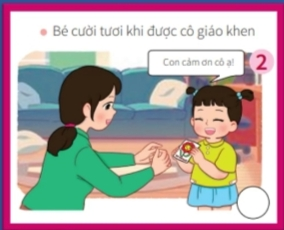 Bé cười tươi khi được cô giáo khen
Con cảm ơn cô ạ!
2